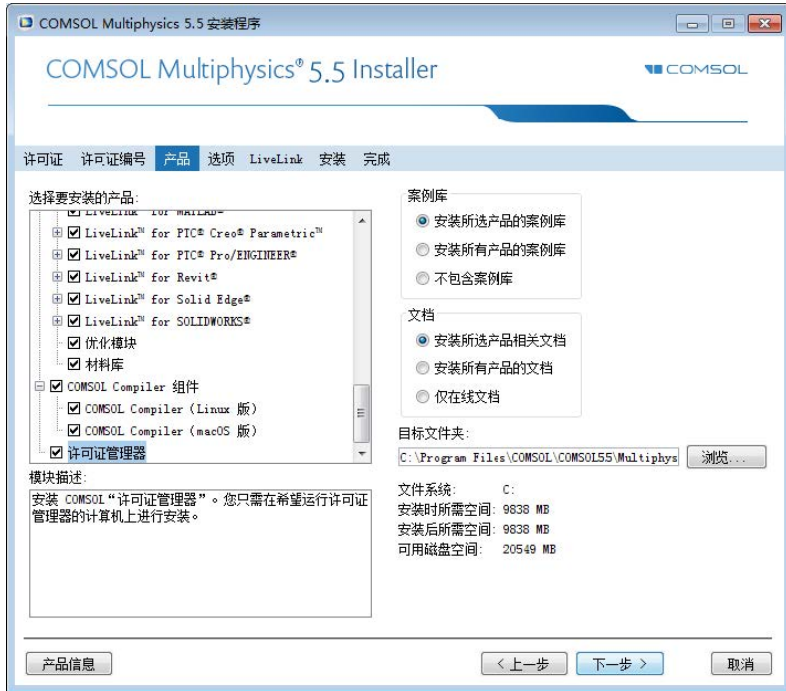 COMSOL Multiphysics 5.5 安装程序
COMSOL Multiphysics® 5.5 Installer
COMSOL
许可证 许可证编号 产品 选项 LiveLink 安装 完成
选择要安装的产品:
LiveLink™ for MATLAB®
LiveLink™ for PTC® Creo® Parametric™
LiveLink™ for PTC® Pro/ENGINEER®
LiveLink™ for Revit®
LiveLink™ for Solid Edge®
LiveLink™ for SOLIDWORKS®
优化模块
材料库
COMSOL Compiler 组件
COMSOL Compiler (Linux 版)
COMSOL Compiler (macOS 版)
许可证管理器
模块描述:
安装 COMSOL“许可证管理器”。您只需在希望运行许可证
管理器的计算机上进行安装。
案例库
安装所选产品的案例库
安装所有产品的案例库
不包含案例库
文档
安装所选产品相关文档
安装所有产品的文档
仅在线文档
目标文件夹:
C:\Program Files\COMSOL\COMSOL55\Multiphys
浏览...
文件系统: C:
安装时所需空间: 9838 MB
安装后所需空间: 9838 MB
可用磁盘空间: 20549 MB
产品信息
< 上一步
下一步 >
取消